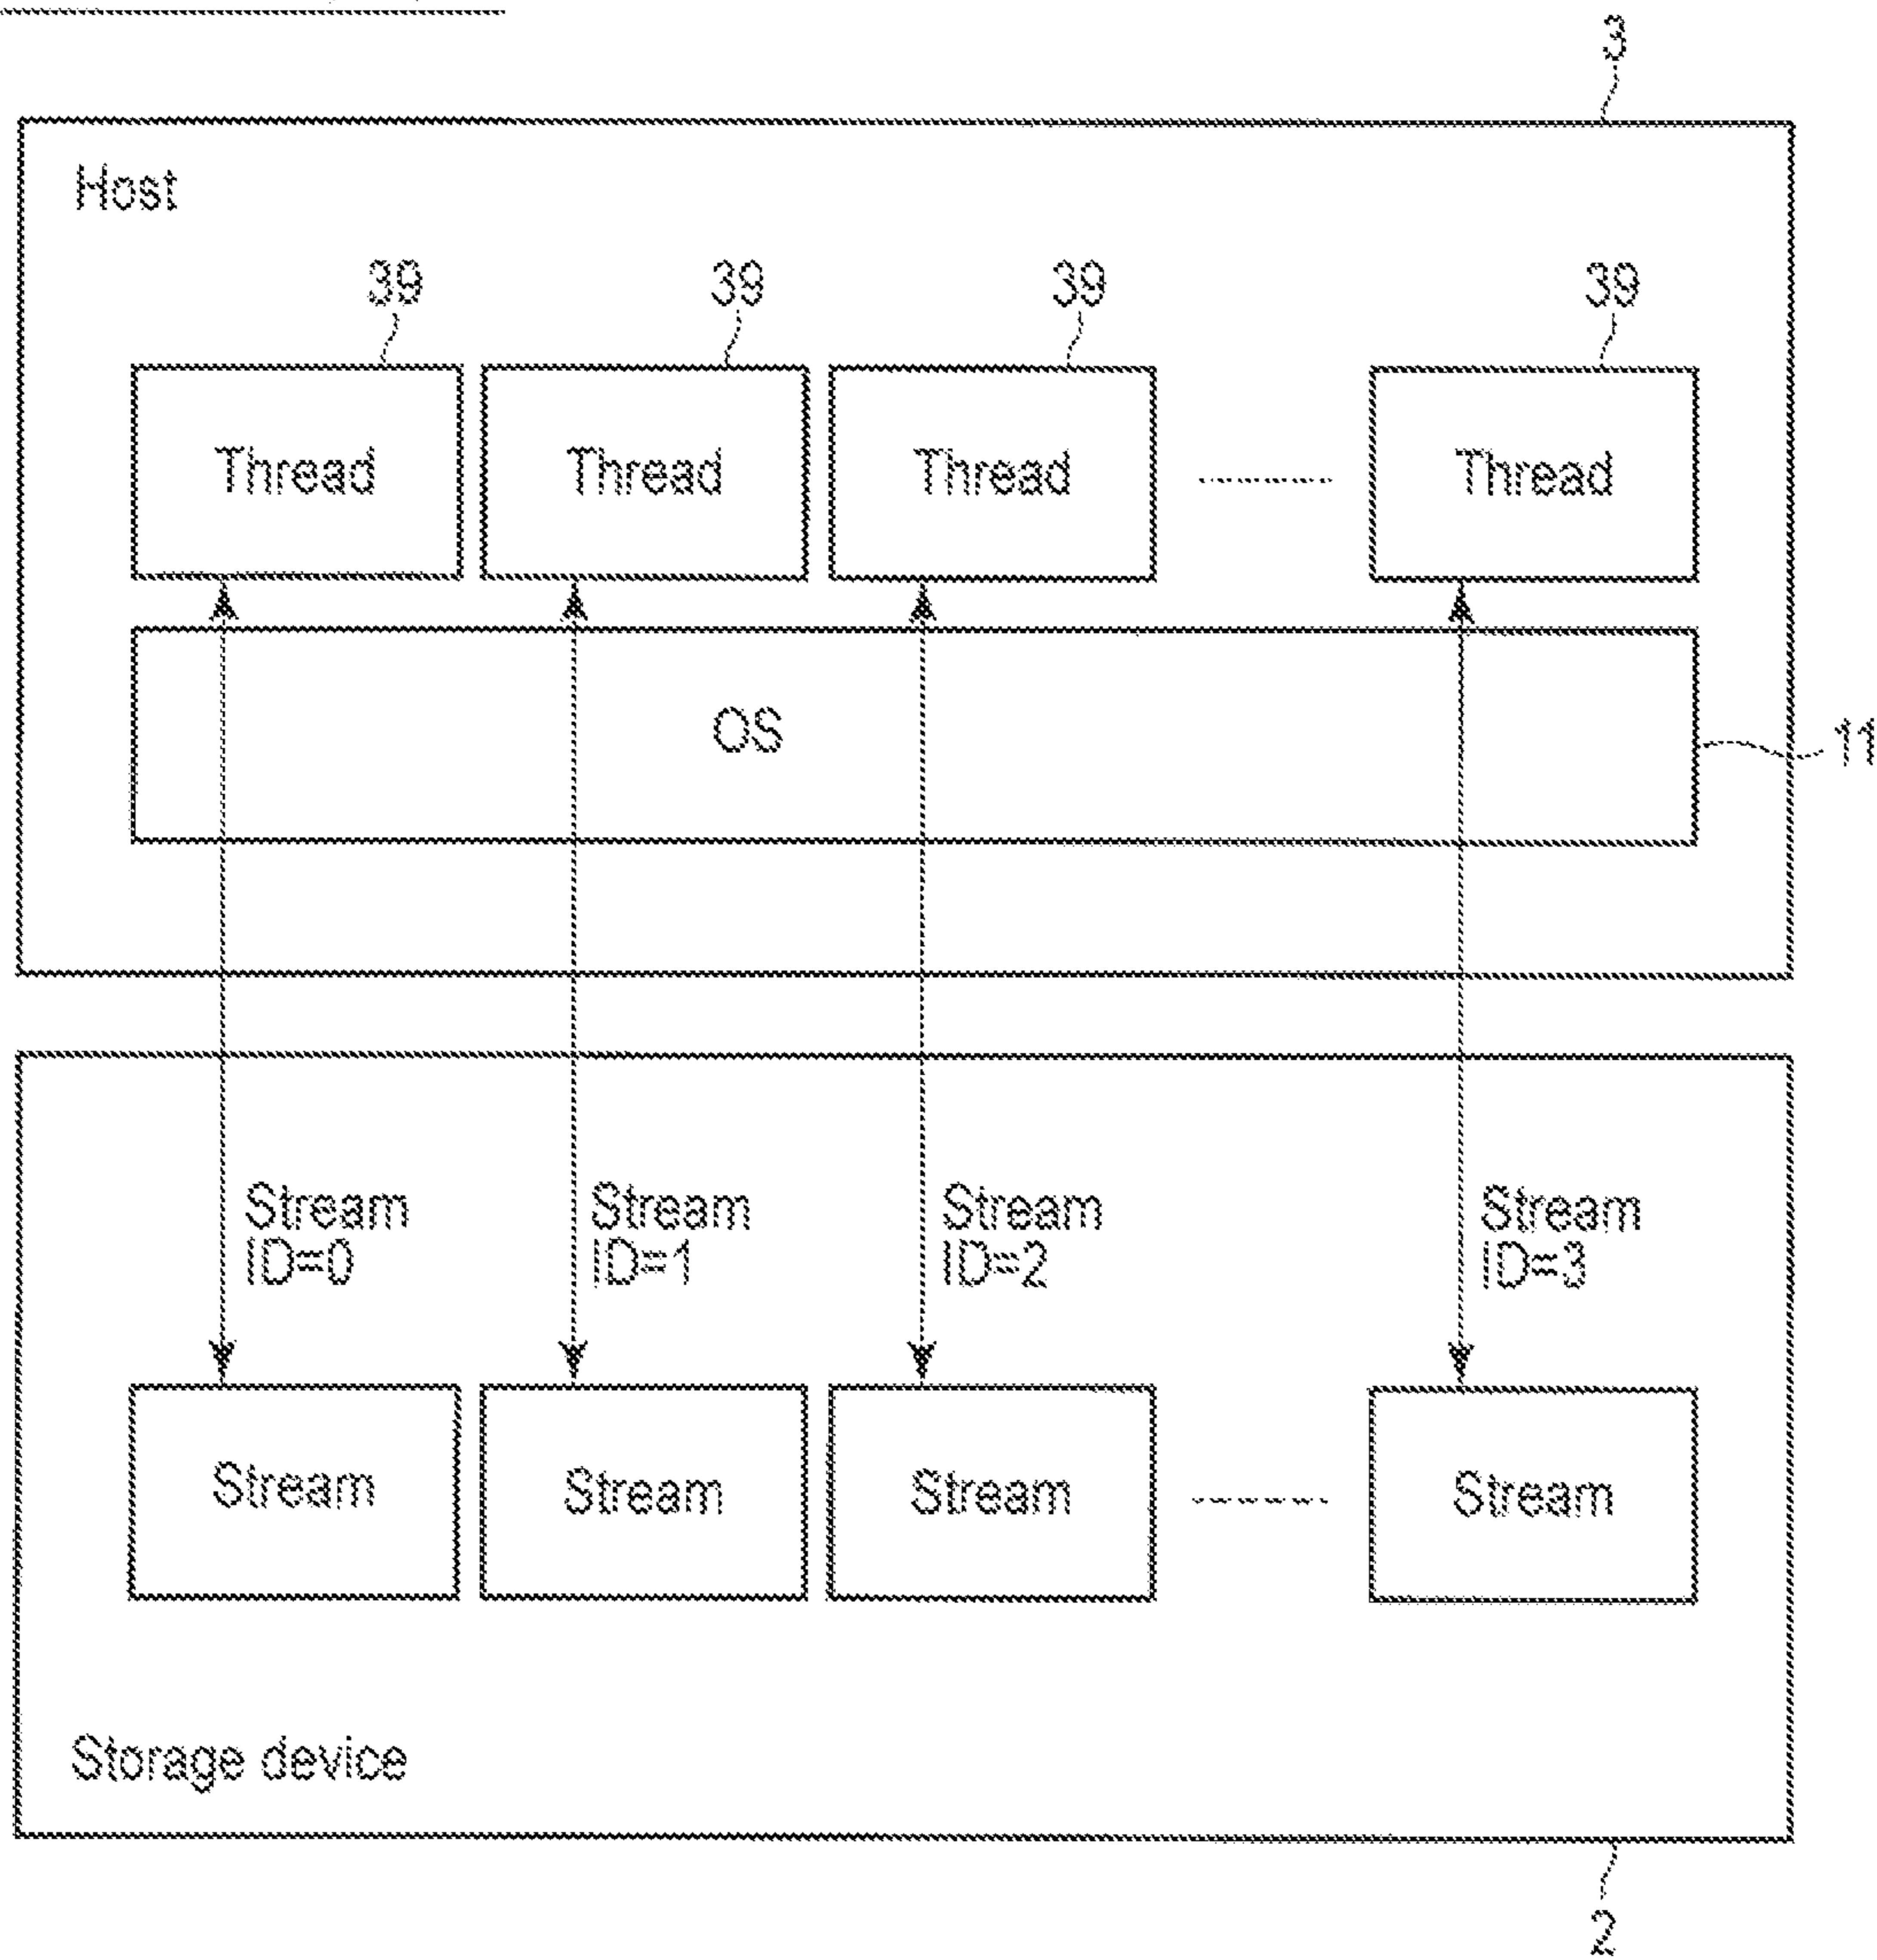 3
Host
39 39 39 39
Thread Thread Thread Thread
OS
11
Stream Stream Stream Stream
ID=0 ID=1 ID=2 ID=3
Stream Stream Stream Stream
Storage device
2